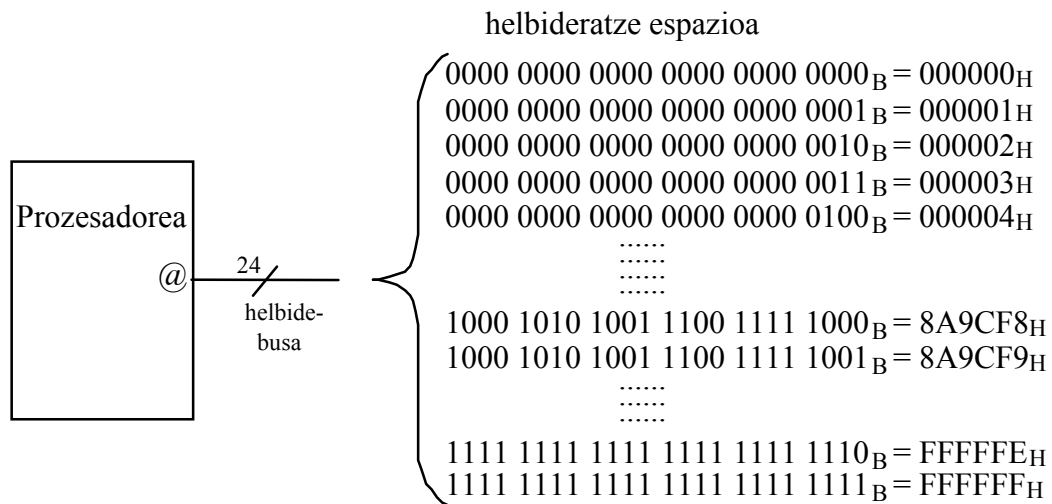 helbideratze espazioa
0000 0000 0000 0000 0000 0000B = 000000H
0000 0000 0000 0000 0000 0001B = 000001H
0000 0000 0000 0000 0000 0010B = 000002H
0000 0000 0000 0000 0000 0011B = 000003H
0000 0000 0000 0000 0000 0100B = 000004H
......
......
......
......
Prozesadorea
@
24
helbide-
busa
1000 1010 1001 1100 1111 1000B = 8A9CF8H
1000 1010 1001 1100 1111 1001B = 8A9CF9H
......
......
......
1111 1111 1111 1111 1111 1110B = FFFFFEH
1111 1111 1111 1111 1111 1111B = FFFFFFH